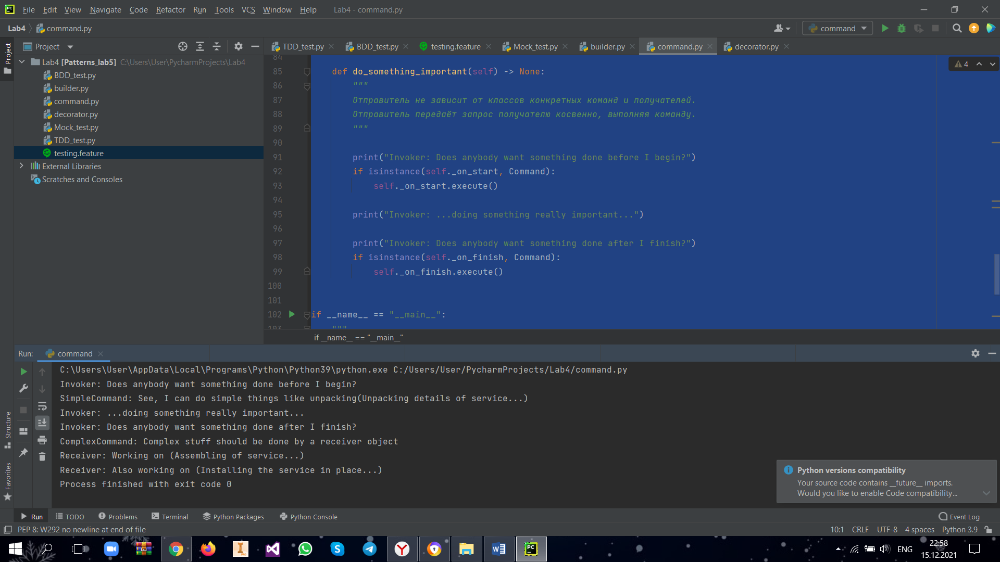 File Edit View Navigate Code Refactor Run Tools VCS Window Help Lab4 - command.py
Lab4 command.py command
Project
Project TDD_test.py BDD_test.py testing.feature Mock_test.py builder.py command.py decorator.py
Lab4 [Patterns_lab5] C:\Users\User\PycharmProjects\Lab4
BDD_test.py
builder.py
command.py
decorator.py
Mock_test.py
TDD_test.py
testing.feature
External Libraries
Scratches and Consoles
4
84
85 def do_something_important(self) -> None:
86 """
87 Отправитель не зависит от классов конкретных команд и получателей.
88 Отправитель передаёт запрос получателю косвенно, выполняя команду.
89 """
90
91 print("Invoker: Does anybody want something done before I begin?")
92 if isinstance(self._on_start, Command):
93 self._on_start.execute()
94
95 print("Invoker: ...doing something really important...")
96
97 print("Invoker: Does anybody want something done after I finish?")
98 if isinstance(self._on_finish, Command):
99 self._on_finish.execute()
100
101
102 if __name__ == "__main__":
103 """
if __name__ == "__main__"
Run: command
C:\Users\User\AppData\Local\Programs\Python\Python39\python.exe C:/Users/User/PycharmProjects/Lab4/command.py
Invoker: Does anybody want something done before I begin?
SimpleCommand: See, I can do simple things like unpacking(Unpacking details of service...)
Invoker: ...doing something really important...
Invoker: Does anybody want something done after I finish?
ComplexCommand: Complex stuff should be done by a receiver object
Receiver: Working on (Assembling of service...)
Receiver: Also working on (Installing the service in place...)
Process finished with exit code 0
Structure
Favorites
Python versions compatibility
Your source code contains __future__ imports.
Would you like to enable Code compatibility...
Run TODO Problems Terminal Python Packages Python Console Event Log
PEP 8: W292 no newline at end of file 10:1 CRLF UTF-8 4 spaces Python 3.9
ENG
22:58
15.12.2021